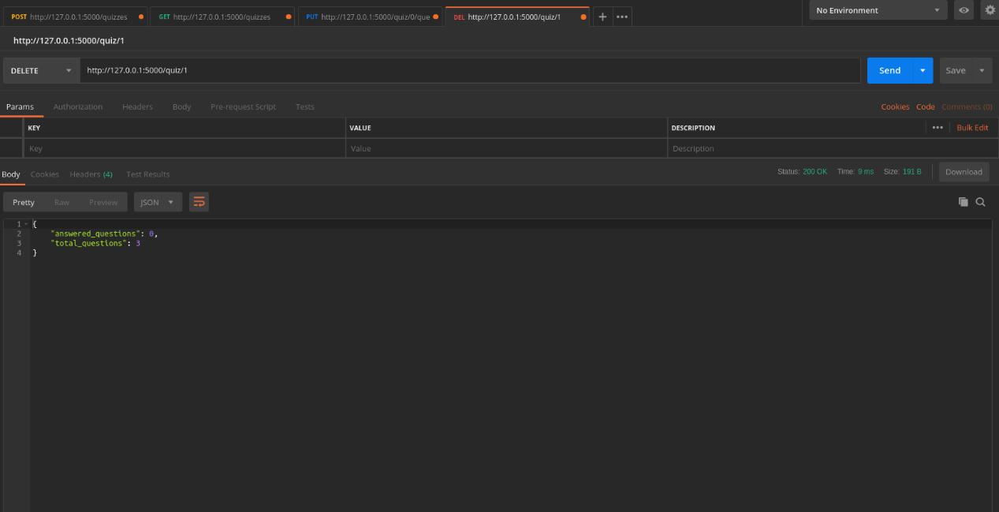 POST http://127.0.0.1:5000/quizzes GET http://127.0.0.1:5000/quizzes PUT http://127.0.0.1:5000/quiz/0/que DEL http://127.0.0.1:5000/quiz/1 + ••• No Environment
http://127.0.0.1:5000/quiz/1
DELETE http://127.0.0.1:5000/quiz/1 Send Save
Params Authorization Headers Body Pre-request Script Tests Cookies Code Comments (0)
KEY VALUE DESCRIPTION ••• Bulk Edit
Key Value Description
Body Cookies Headers (4) Test Results Status: 200 OK Time: 9 ms Size: 191 B Download
Pretty Raw Preview JSON
1 {
2 "answered_questions": 0,
3 "total_questions": 3
4 }